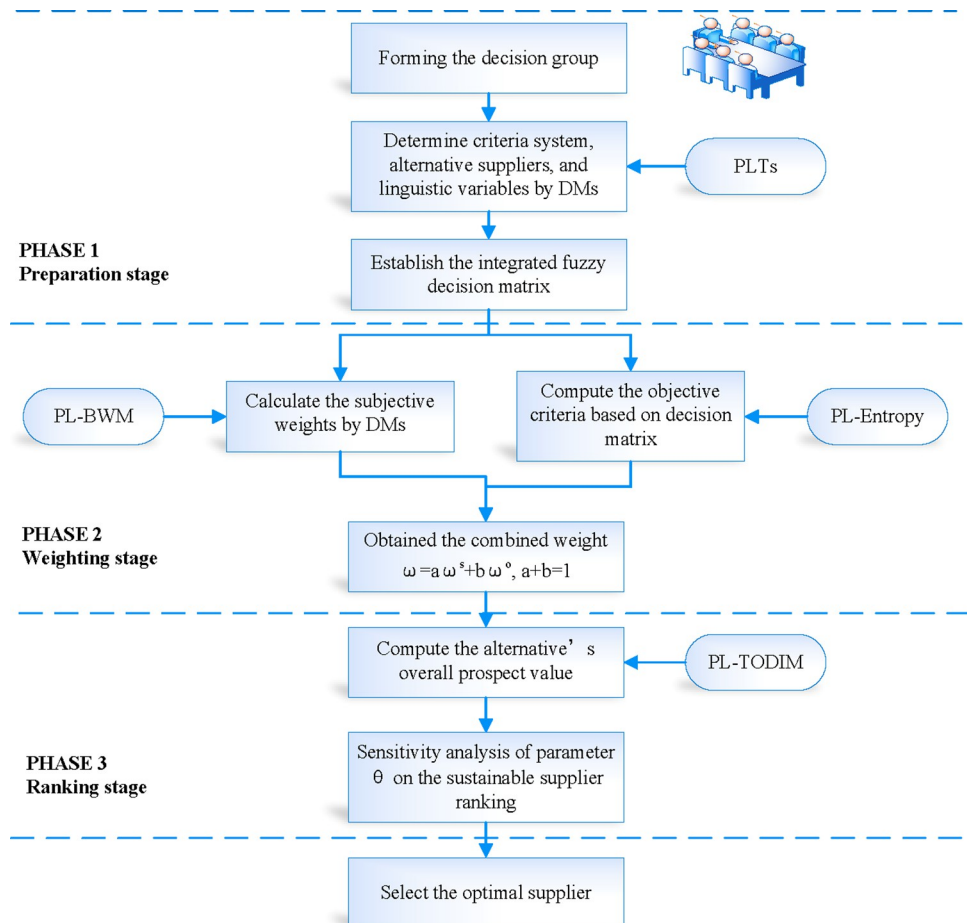 Forming the decision group
Determine criteria system,
alternative suppliers, and
linguistic variables by DMs
PLTs
PHASE 1
Preparation stage
Establish the integrated fuzzy
decision matrix
PL-BWM
Calculate the subjective
weights by DMs
Compute the objective
criteria based on decision
matrix
PL-Entropy
PHASE 2
Weighting stage
Obtained the combined weight
ω=aωˢ+bωᵒ, a+b=1
Compute the alternative’s
overall prospect value
PL-TODIM
PHASE 3
Ranking stage
Sensitivity analysis of parameter
θ on the sustainable supplier
ranking
Select the optimal supplier